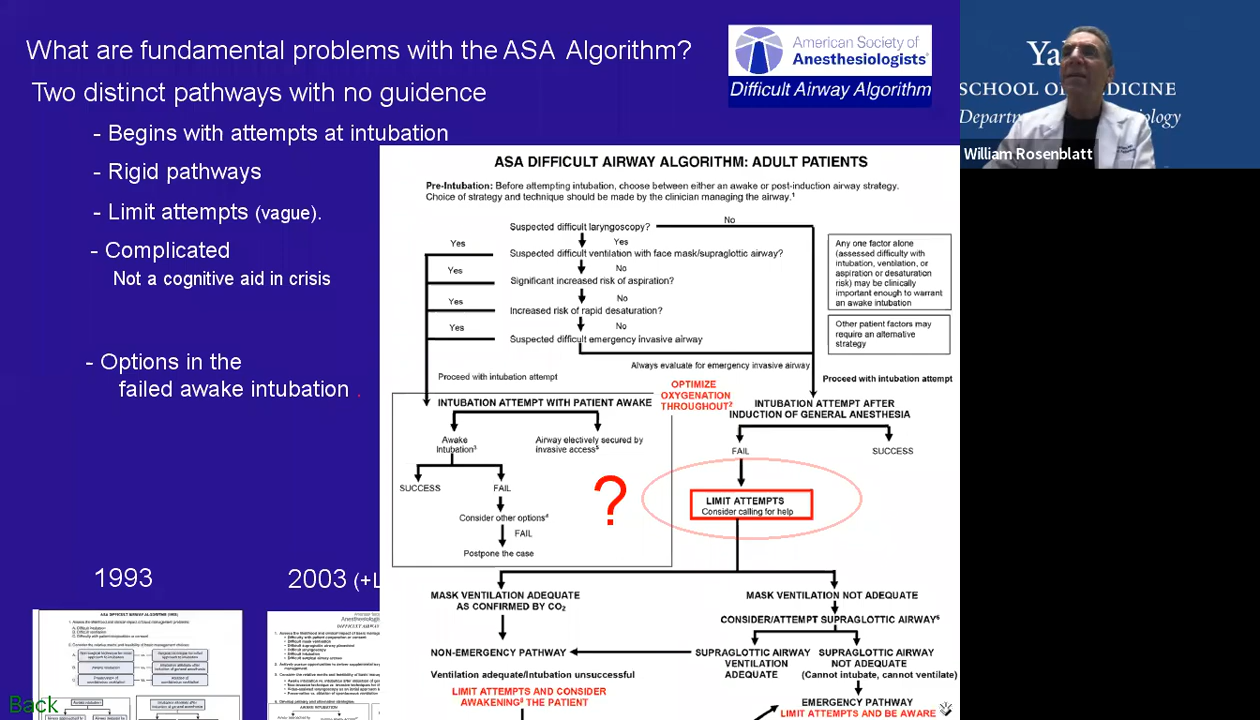 What are fundamental problems with the ASA Algorithm?
Two distinct pathways with no guidence
- Begins with attempts at intubation
- Rigid pathways
- Limit attempts (vague).
- Complicated
Not a cognitive aid in crisis
- Options in the
failed awake intubation .
1993
2003 (+L
Back
American Society of
Anesthesiologists®
Difficult Airway Algorithm
SCHOOL OF MEDICINE
William Rosenblatt
ASA DIFFICULT AIRWAY ALGORITHM: ADULT PATIENTS
Pre-Intubation: Before attempting intubation, choose between either an awake or post-induction airway strategy.
Choice of strategy and technique should be made by the clinician managing the airway.1
No
Suspected difficult laryngoscopy?
Yes
Yes
Suspected difficult ventilation with face mask/supraglottic airway?
No
Yes
Significant increased risk of aspiration?
No
Yes
Increased risk of rapid desaturation?
No
Yes
Suspected difficult emergency invasive airway
Any one factor alone
(assessed difficulty with
intubation, ventilation, or
aspiration or desaturation
risk) may be clinically
important enough to warrant
an awake intubation
Other patient factors may
require an alternative
strategy
Always evaluate for emergency invasive airway
Proceed with intubation attempt
Proceed with intubation attempt
OPTIMIZE
OXYGENATION
THROUGHOUT2
INTUBATION ATTEMPT WITH PATIENT AWAKE
INTUBATION ATTEMPT AFTER
INDUCTION OF GENERAL ANESTHESIA
Awake
Intubation3
Airway electively secured by
invasive access5
SUCCESS
FAIL
Consider other options4
FAIL
Postpone the case
?
FAIL
SUCCESS
LIMIT ATTEMPTS
Consider calling for help
MASK VENTILATION ADEQUATE
AS CONFIRMED BY CO2
MASK VENTILATION NOT ADEQUATE
CONSIDER/ATTEMPT SUPRAGLOTTIC AIRWAY6
NON-EMERGENCY PATHWAY
SUPRAGLOTTIC AIRWAY
VENTILATION
ADEQUATE
SUPRAGLOTTIC AIRWAY
NOT ADEQUATE
(Cannot intubate, cannot ventilate)
Ventilation adequate/Intubation unsuccessful
LIMIT ATTEMPTS AND CONSIDER
AWAKENING8 THE PATIENT
EMERGENCY PATHWAY
LIMIT ATTEMPTS AND BE AWARE
ASA DIFFICULT AIRWAY ALGORITHM (1993)